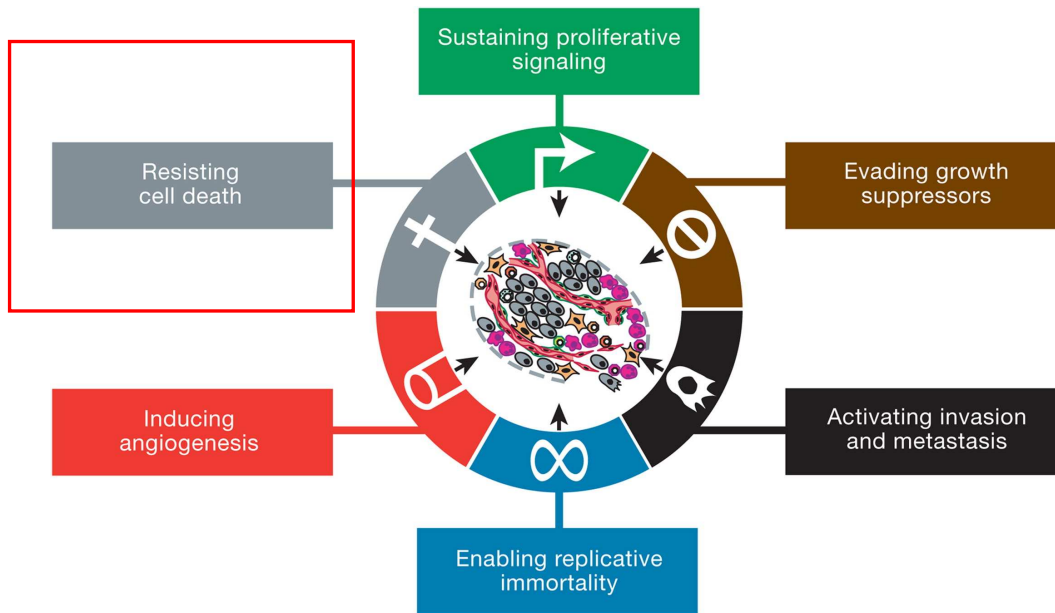 Sustaining proliferative
signaling
Resisting
cell death
Evading growth
suppressors
Inducing
angiogenesis
Activating invasion
and metastasis
Enabling replicative
immortality